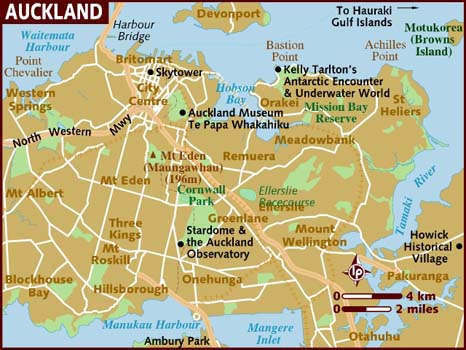 AUCKLAND
Devonport
To Hauraki
Gulf Islands
Motukorea
(Browns
Island)
Waitemata
Harbour
Harbour
Bridge
Point
Chevalier
Britomart
Skytower
City
Centre
Hobson
Bay
Bastion
Point
Achilles
Point
Kelly Tarlton's
Antarctic Encounter
& Underwater World
Orakei
Mission Bay
Reserve
St
Heliers
Western
Springs
North Western
Mwy
Auckland Museum
Te Papa Whakahiku
Meadowbank
Mt Eden
(Maungawhau)
(196m)
Remuera
Mt Albert
Mt Eden
Cornwall
Park
Ellerslie
Racecourse
Greenlane
Ellerslie
Tamaki River
Three
Kings
Mt
Roskill
Stardome & the
Auckland
Observatory
Mount
Wellington
Howick
Historical
Village
Pakuranga
Blockhouse
Bay
Hillsborough
Onehunga
lp
0
4 km
0
2 miles
Manukau Harbour
Ambury Park
Mangere
Inlet
Otahuhu